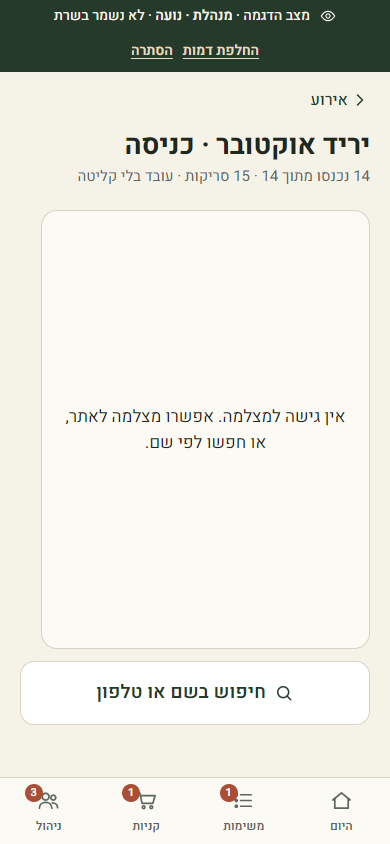 מצב הדגמה · מנהלת · נועה · לא נשמר בשרת
החלפת דמות הסתרה
אירוע
יריד אוקטובר · כניסה
14 נכנסו מתוך 14 · 15 סריקות · עובד בלי קליטה
אין גישה למצלמה. אפשרו מצלמה לאתר,
או חפשו לפי שם.
חיפוש בשם או טלפון
1 1 3
היום משימות קניות ניהול